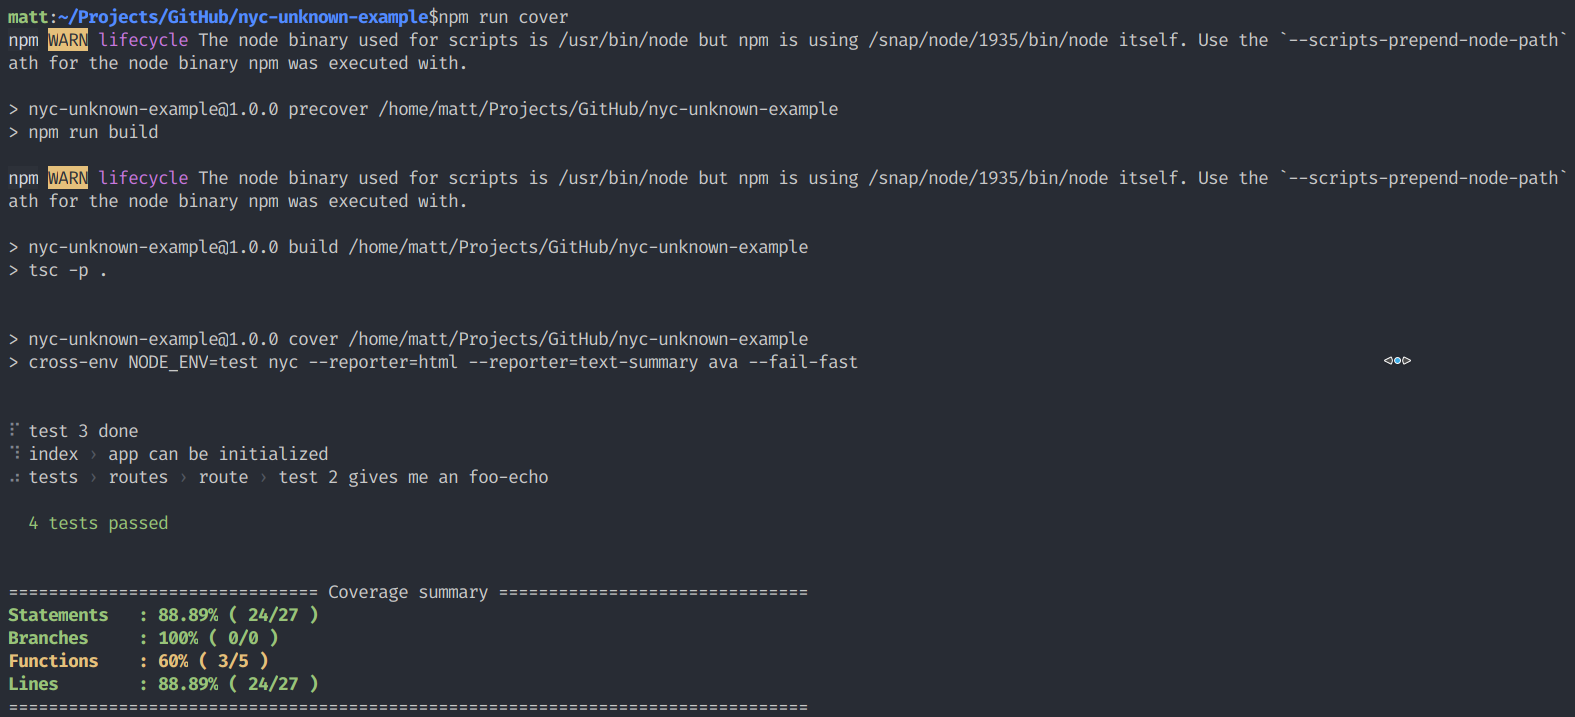 matt:~/Projects/GitHub/nyc-unknown-example$npm run cover
npm WARN lifecycle The node binary used for scripts is /usr/bin/node but npm is using /snap/node/1935/bin/node itself. Use the `--scripts-prepend-node-path`
ath for the node binary npm was executed with.

> nyc-unknown-example@1.0.0 precover /home/matt/Projects/GitHub/nyc-unknown-example
> npm run build

npm WARN lifecycle The node binary used for scripts is /usr/bin/node but npm is using /snap/node/1935/bin/node itself. Use the `--scripts-prepend-node-path`
ath for the node binary npm was executed with.

> nyc-unknown-example@1.0.0 build /home/matt/Projects/GitHub/nyc-unknown-example
> tsc -p .

> nyc-unknown-example@1.0.0 cover /home/matt/Projects/GitHub/nyc-unknown-example
> cross-env NODE_ENV=test nyc --reporter=html --reporter=text-summary ava --fail-fast

test 3 done
index › app can be initialized
tests › routes › route › test 2 gives me an foo-echo

4 tests passed

=============================== Coverage summary ===============================
Statements   : 88.89% ( 24/27 )
Branches     : 100% ( 0/0 )
Functions    : 60% ( 3/5 )
Lines        : 88.89% ( 24/27 )
================================================================================